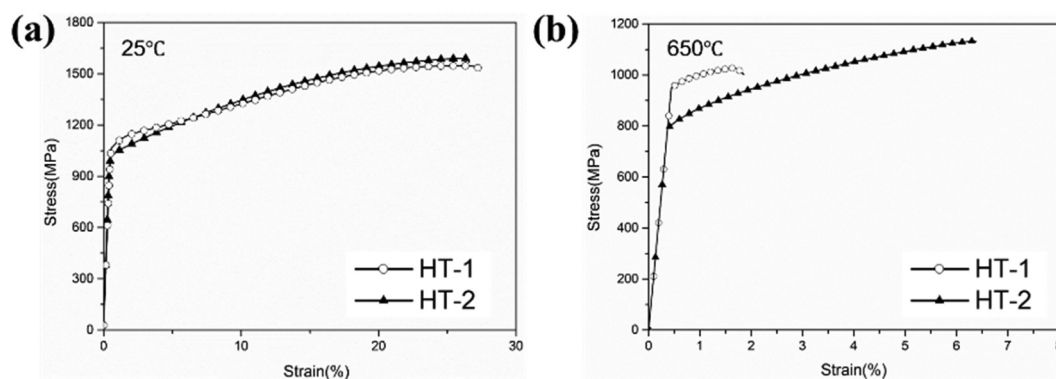 (a)
25℃
Stress(MPa)
1800
1500
1200
900
600
300
0
0 10 20 30
Strain(%)
HT-1
HT-2
(b)
650℃
Stress(MPa)
1200
1000
800
600
400
200
0
0 1 2 3 4 5 6 7 8
Strain(%)
HT-1
HT-2